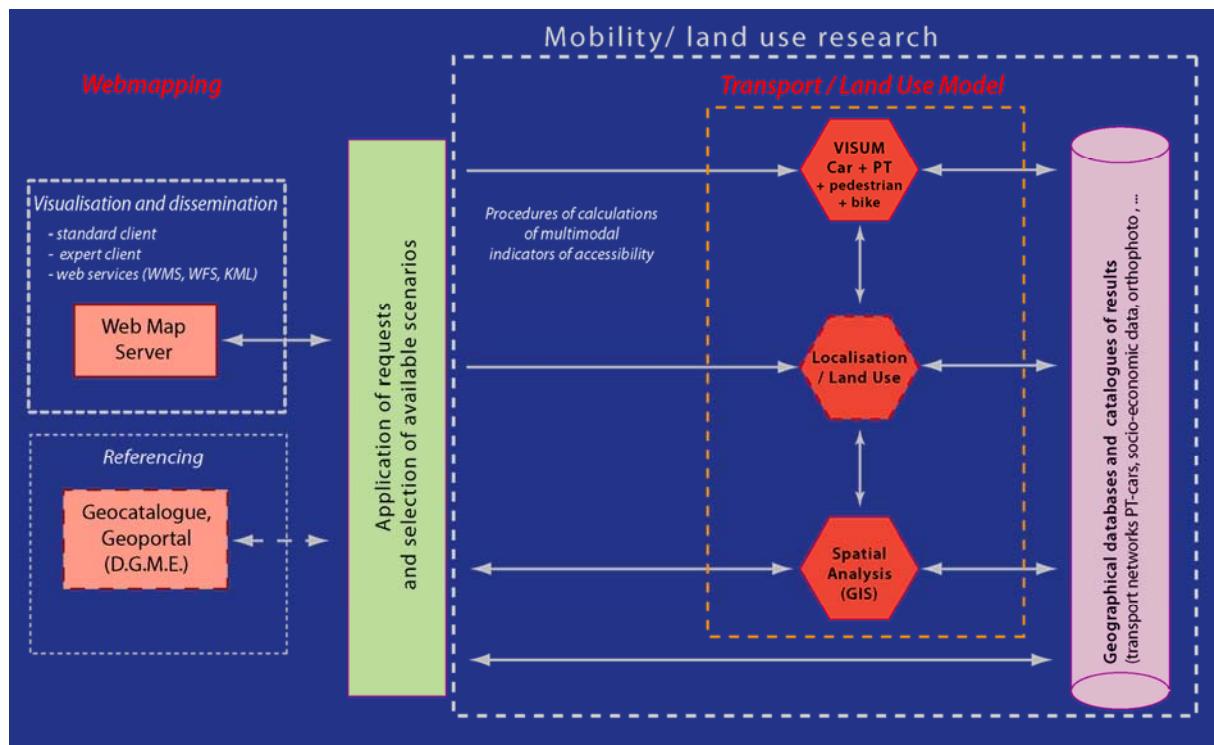 Mobility/ land use research
Webmapping
Transport / Land Use Model
Visualisation and dissemination
- standard client
- expert client
- web services (WMS, WFS, KML)
Web Map
Server
Referencing
Geocatalogue,
Geoportal
(D.G.M.E.)
Application of requests
and selection of available scenarios
Procedures of calculations
of multimodal
indicators of accessibility
VISUM
Car + PT
+ pedestrian
+ bike
Localisation
/ Land Use
Spatial
Analysis
(GIS)
Geographical databases and catalogues of results
(transport networks PT-cars, socio-economic data, orthophoto , ...